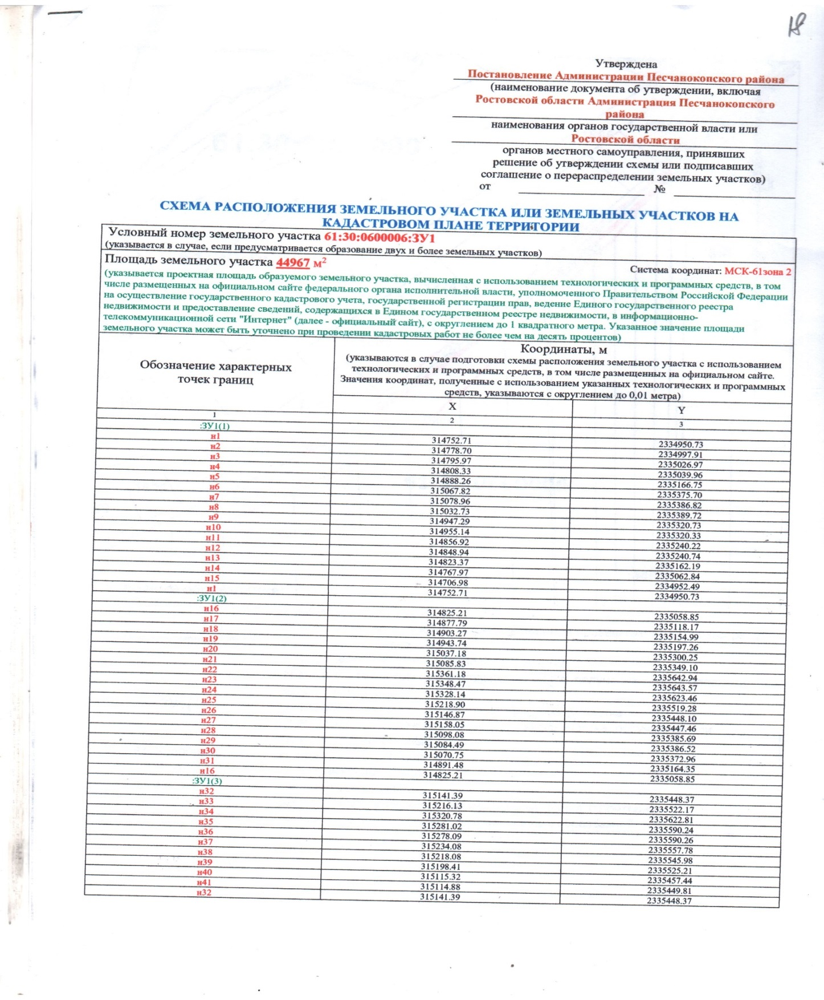 18
Утверждена
Постановление Администрации Песчанокопского района
(наименование документа об утверждении, включая
Ростовской области Администрация Песчанокопского
района
наименования органов государственной власти или
Ростовской области
органов местного самоуправления, принявших
решение об утверждении схемы или подписавших
соглашение о перераспределении земельных участков)
от №
СХЕМА РАСПОЛОЖЕНИЯ ЗЕМЕЛЬНОГО УЧАСТКА ИЛИ ЗЕМЕЛЬНЫХ УЧАСТКОВ НА
КАДАСТРОВОМ ПЛАНЕ ТЕРРИТОРИИ
Условный номер земельного участка 61:30:0600006:ЗУ1
(указывается в случае, если предусматривается образование двух и более земельных участков)
Площадь земельного участка 44967 м²
Система координат: МСК-61зона 2
(указывается проектная площадь образуемого земельного участка, вычисленная с использованием технологических и программных средств, в том
числе размещенных на официальном сайте федерального органа исполнительной власти, уполномоченного Правительством Российской Федерации
на осуществление государственного кадастрового учета, государственной регистрации прав, ведение Единого государственного реестра
недвижимости и предоставление сведений, содержащихся в Едином государственном реестре недвижимости, в информационно-
телекоммуникационной сети "Интернет" (далее - официальный сайт), с округлением до 1 квадратного метра. Указанное значение площади
земельного участка может быть уточнено при проведении кадастровых работ не более чем на десять процентов)
Обозначение характерных
точек границ
Координаты, м
(указываются в случае подготовки схемы расположения земельного участка с использованием
технологических и программных средств, в том числе размещенных на официальном сайте.
Значения координат, полученные с использованием указанных технологических и программных
средств, указываются с округлением до 0,01 метра)
X Y
1 2 3
:ЗУ1(1)
н1 314752.71 2334950.73
н2 314778.70 2334997.91
н3 314795.97 2335026.97
н4 314808.33 2335039.96
н5 314888.26 2335166.75
н6 315067.82 2335375.70
н7 315078.96 2335386.82
н8 315032.73 2335389.72
н9 314947.29 2335320.73
н10 314955.14 2335320.33
н11 314856.92 2335240.22
н12 314848.94 2335240.74
н13 314823.37 2335162.19
н14 314767.97 2335062.84
н15 314706.98 2334952.49
н1 314752.71 2334950.73
:ЗУ1(2)
н16 314825.21 2335058.85
н17 314877.79 2335118.17
н18 314903.27 2335154.99
н19 314943.74 2335197.26
н20 315037.18 2335300.25
н21 315085.83 2335349.10
н22 315361.18 2335642.94
н23 315348.47 2335643.57
н24 315328.14 2335623.46
н25 315218.90 2335519.28
н26 315146.87 2335448.10
н27 315158.05 2335447.46
н28 315098.08 2335385.69
н29 315084.49 2335386.52
н30 315070.75 2335372.96
н31 314891.48 2335164.35
н16 314825.21 2335058.85
:ЗУ1(3)
н32 315141.39 2335448.37
н33 315216.13 2335522.17
н34 315320.78 2335622.81
н35 315281.02 2335590.24
н36 315278.09 2335590.26
н37 315234.08 2335557.78
н38 315218.08 2335545.98
н39 315198.41 2335525.21
н40 315115.32 2335457.44
н41 315114.88 2335449.81
н32 315141.39 2335448.37